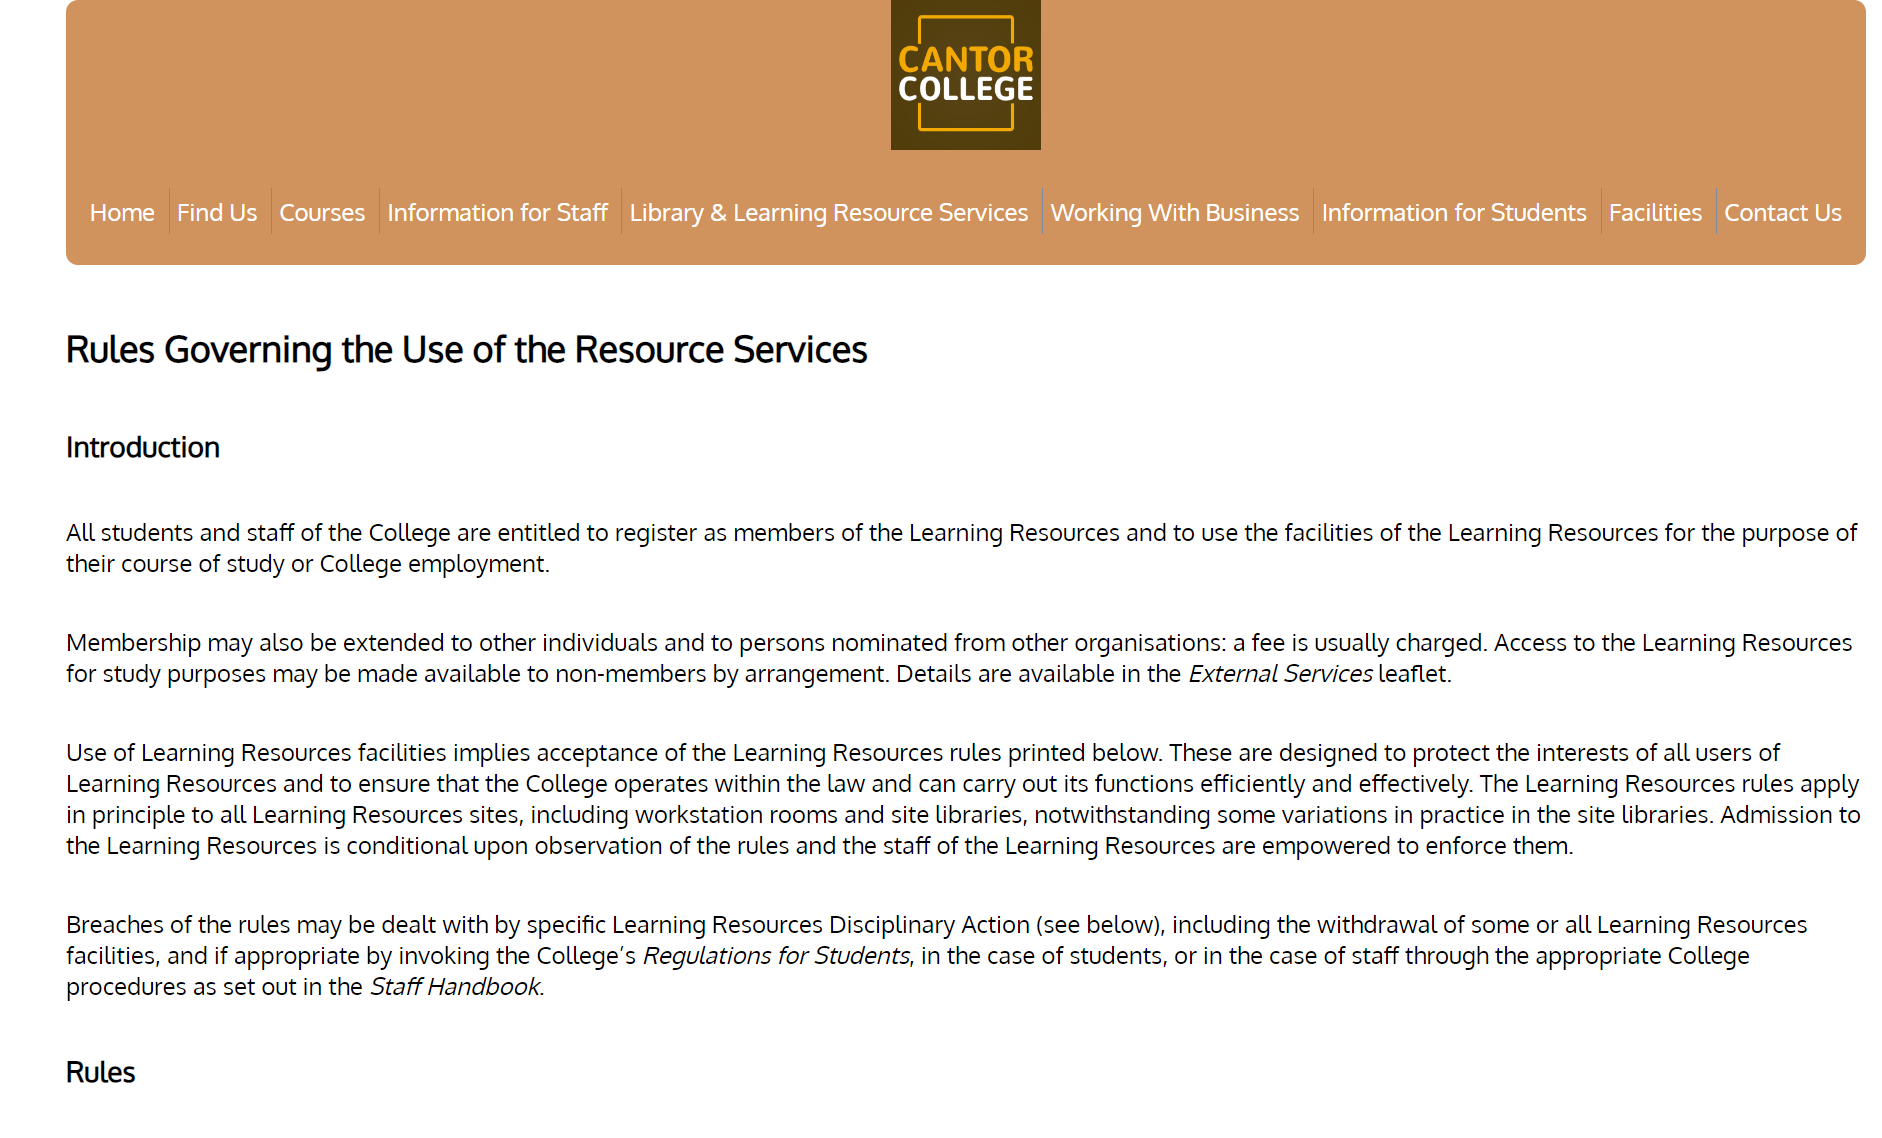 CANTOR
COLLEGE
Home
Find Us
Courses
Information for Staff
Library & Learning Resource Services
Working With Business
Information for Students
Facilities
Contact Us
Rules Governing the Use of the Resource Services
Introduction
All students and staff of the College are entitled to register as members of the Learning Resources and to use the facilities of the Learning Resources for the purpose of
their course of study or College employment.
Membership may also be extended to other individuals and to persons nominated from other organisations: a fee is usually charged. Access to the Learning Resources
for study purposes may be made available to non-members by arrangement. Details are available in the External Services leaflet.
Use of Learning Resources facilities implies acceptance of the Learning Resources rules printed below. These are designed to protect the interests of all users of
Learning Resources and to ensure that the College operates within the law and can carry out its functions efficiently and effectively. The Learning Resources rules apply
in principle to all Learning Resources sites, including workstation rooms and site libraries, notwithstanding some variations in practice in the site libraries. Admission to
the Learning Resources is conditional upon observation of the rules and the staff of the Learning Resources are empowered to enforce them.
Breaches of the rules may be dealt with by specific Learning Resources Disciplinary Action (see below), including the withdrawal of some or all Learning Resources
facilities, and if appropriate by invoking the College’s Regulations for Students, in the case of students, or in the case of staff through the appropriate College
procedures as set out in the Staff Handbook.
Rules